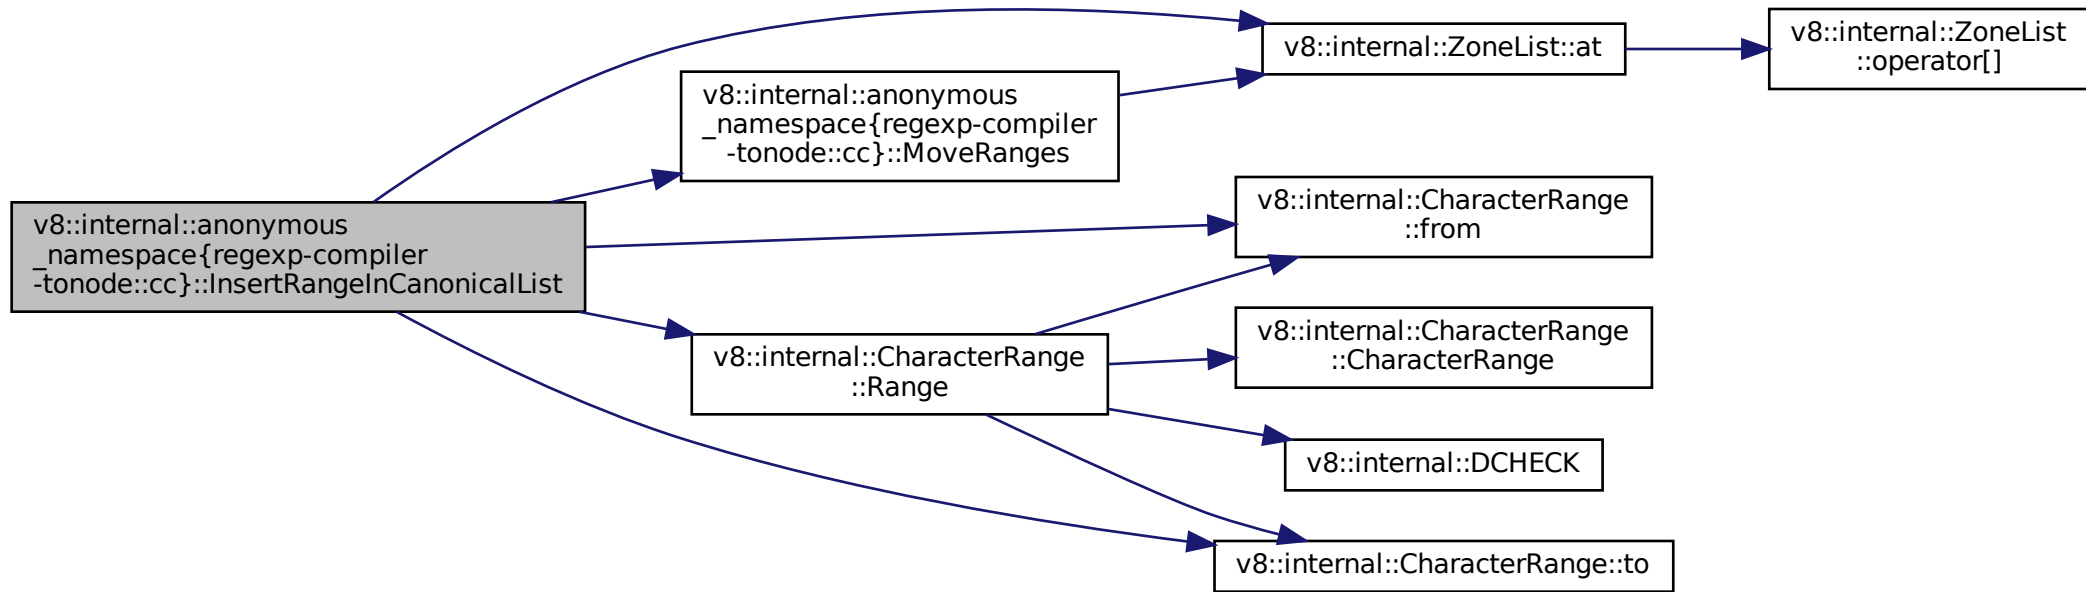 v8::internal::anonymous
_namespace{regexp-compiler
-tonode::cc}::InsertRangeInCanonicalList
v8::internal::anonymous
_namespace{regexp-compiler
-tonode::cc}::MoveRanges
v8::internal::CharacterRange
::Range
v8::internal::ZoneList::at
v8::internal::CharacterRange
::from
v8::internal::CharacterRange
::CharacterRange
v8::internal::DCHECK
v8::internal::CharacterRange::to
v8::internal::ZoneList
::operator[]